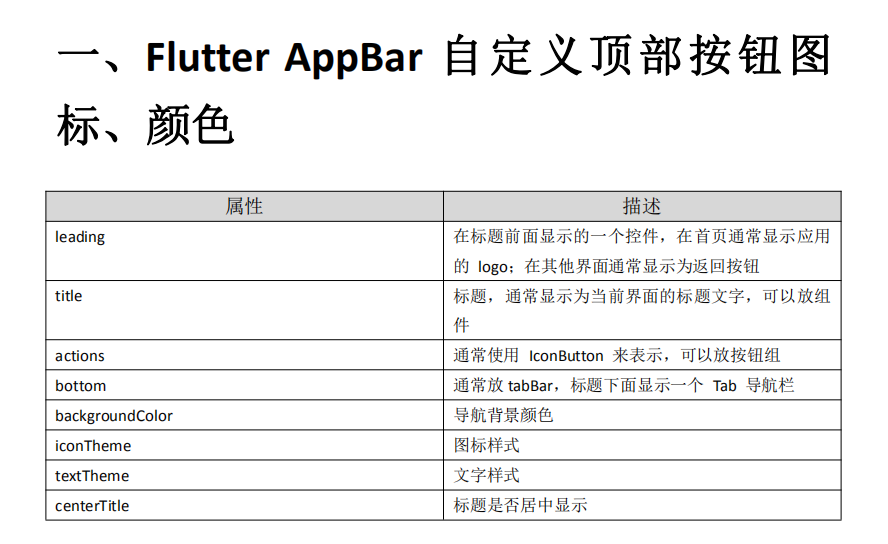 一、Flutter AppBar 自定义顶部按钮图
标、颜色
属性 描述
leading 在标题前面显示的一个控件，在首页通常显示应用
的 logo；在其他界面通常显示为返回按钮
title 标题，通常显示为当前界面的标题文字，可以放组
件
actions 通常使用 IconButton 来表示，可以放按钮组
bottom 通常放 tabBar，标题下面显示一个 Tab 导航栏
backgroundColor 导航背景颜色
iconTheme 图标样式
textTheme 文字样式
centerTitle 标题是否居中显示